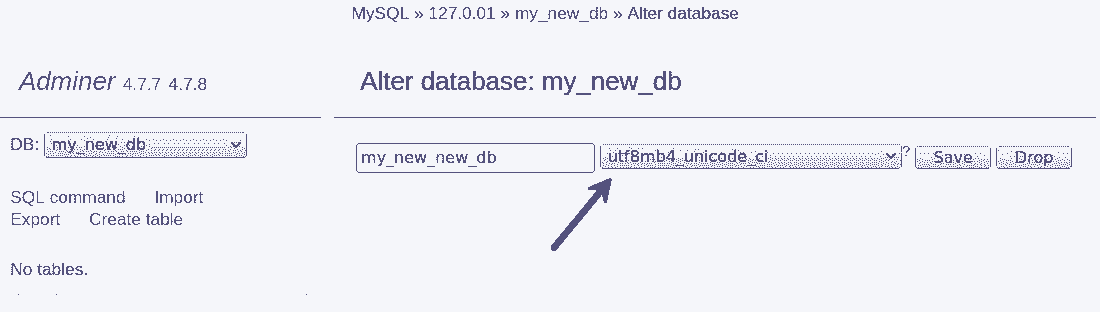 MySQL » 127.0.01 » my_new_db » Alter database
Adminer 4.7.7 4.7.8
Alter database: my_new_db
DB: my_new_db
my_new_new_db utf8mb4_unicode_ci ? Save Drop
SQL command Import
Export Create table
No tables.